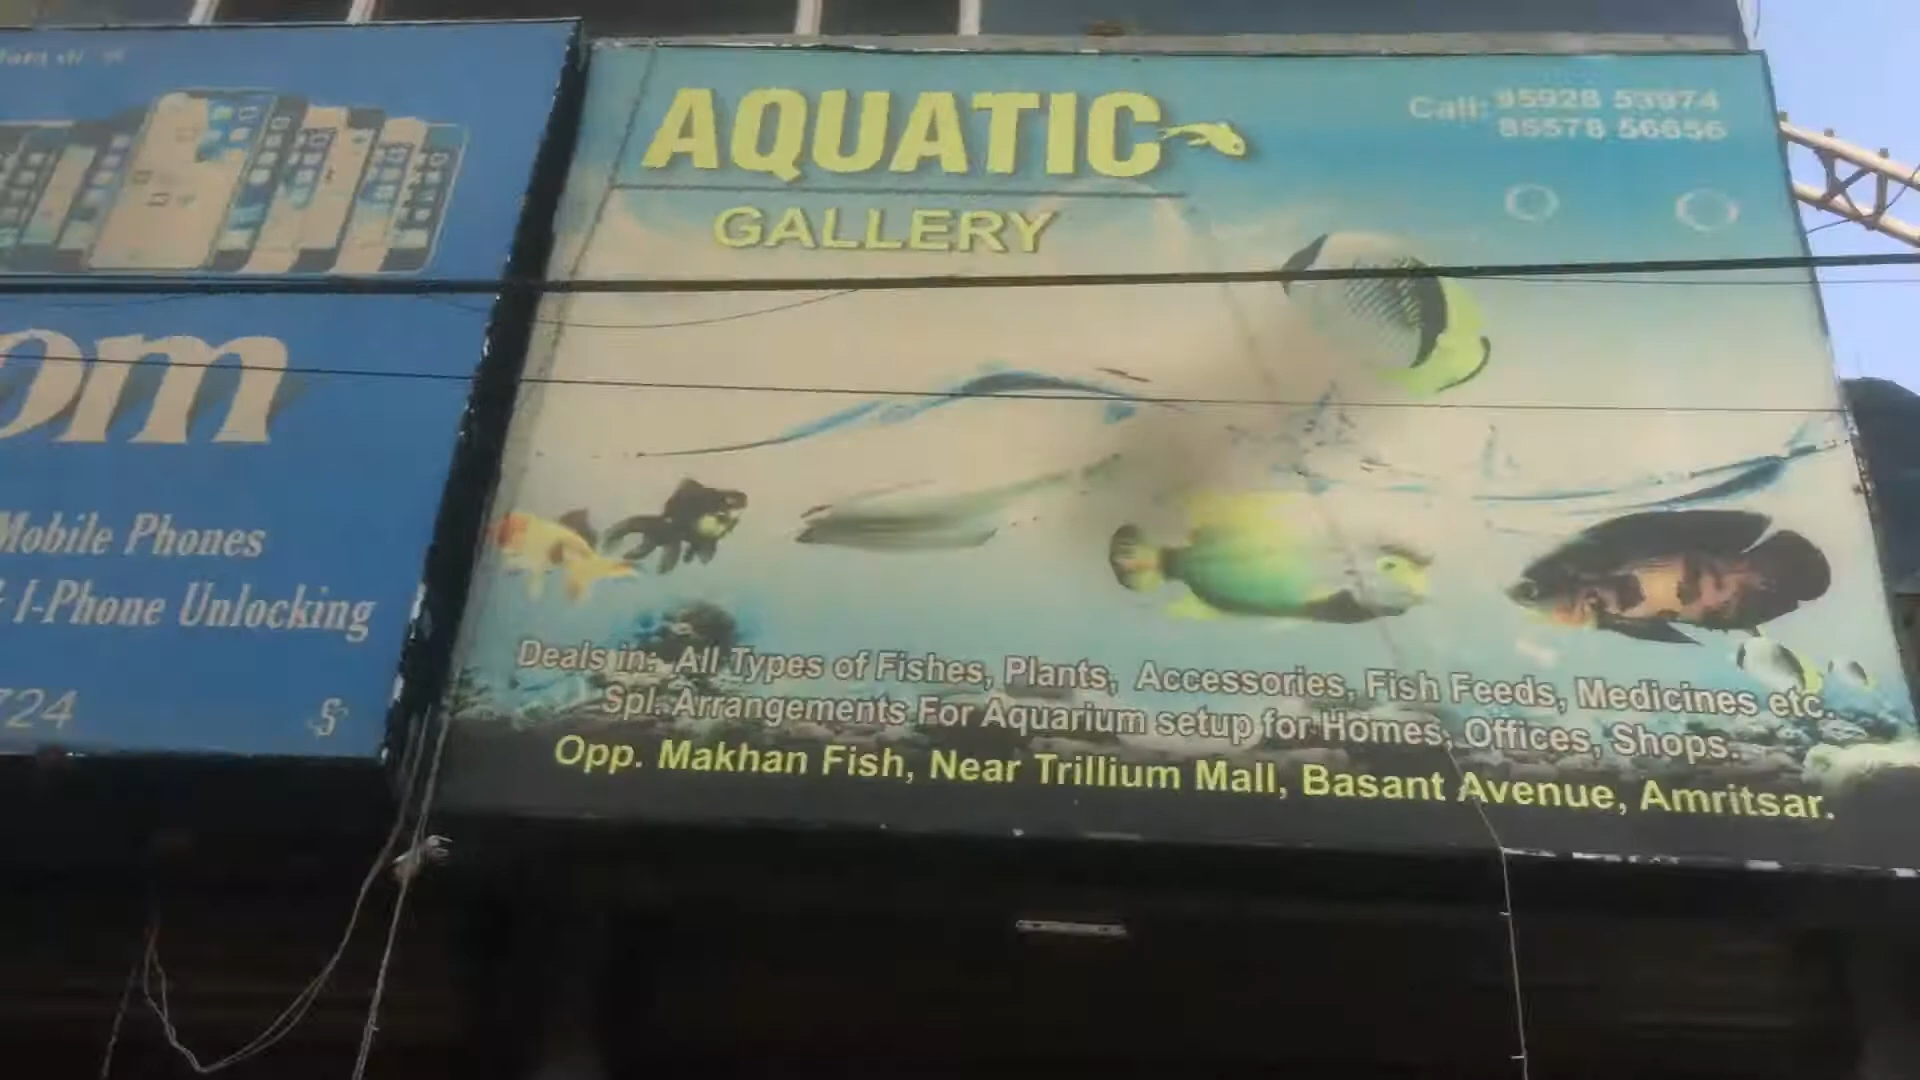 om
Mobile Phones
I-Phone Unlocking
724
AQUATIC
GALLERY
Call: 95928 53974
85578 56656
Deals in: All Types of Fishes, Plants, Accessories, Fish Feeds, Medicines etc.
Spl. Arrangements For Aquarium setup for Homes, Offices, Shops.
Opp. Makhan Fish, Near Trillium Mall, Basant Avenue, Amritsar.